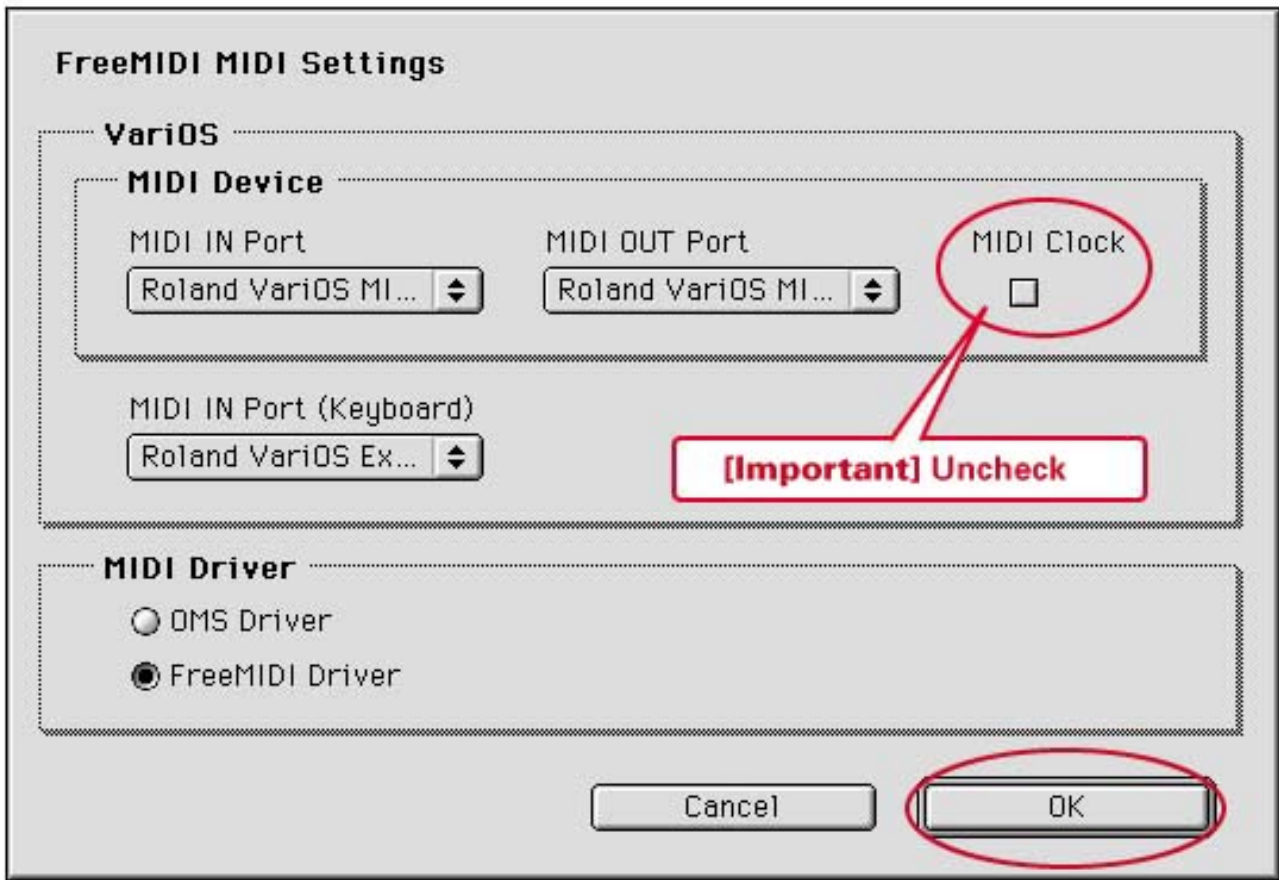 FreeMIDI MIDI Settings
VariOS
MIDI Device
MIDI IN Port
MIDI OUT Port
MIDI Clock
Roland VariOS MI...
Roland VariOS MI...
MIDI IN Port (Keyboard)
Roland VariOS Ex...
[Important] Uncheck
MIDI Driver
OMS Driver
FreeMIDI Driver
Cancel
OK